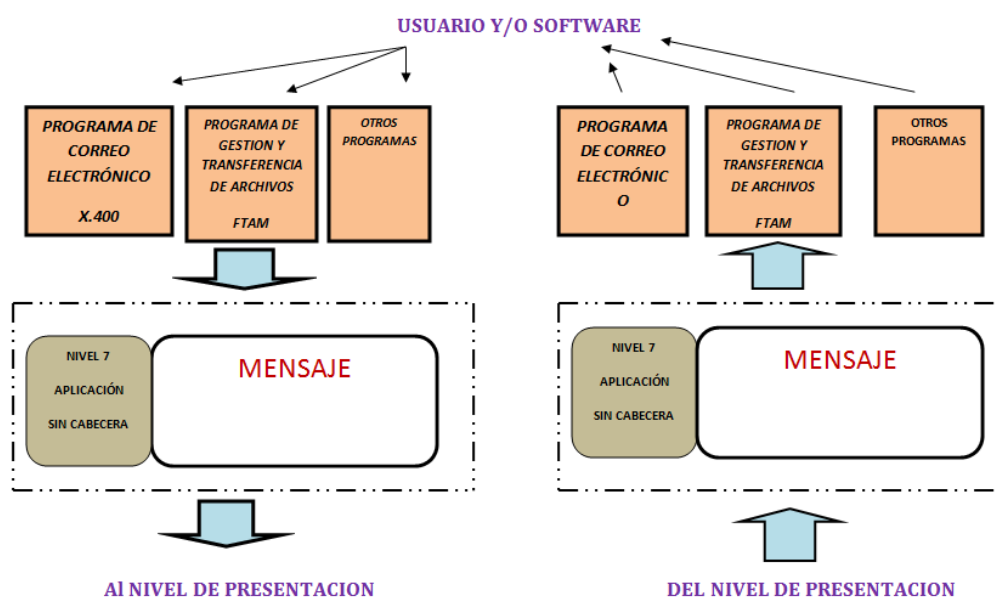 USUARIO Y/O SOFTWARE
PROGRAMA DE
CORREO
ELECTRÓNICO
X.400
PROGRAMA DE
GESTION Y
TRANSFERENCIA
DE ARCHIVOS
FTAM
OTROS
PROGRAMAS
PROGRAMA
DE CORREO
ELECTRÓNIC
O
PROGRAMA DE
GESTION Y
TRANSFERENCIA
DE ARCHIVOS
FTAM
OTROS
PROGRAMAS
NIVEL 7
APLICACIÓN
SIN CABECERA
MENSAJE
NIVEL 7
APLICACIÓN
SIN CABECERA
MENSAJE
Al NIVEL DE PRESENTACION
DEL NIVEL DE PRESENTACION